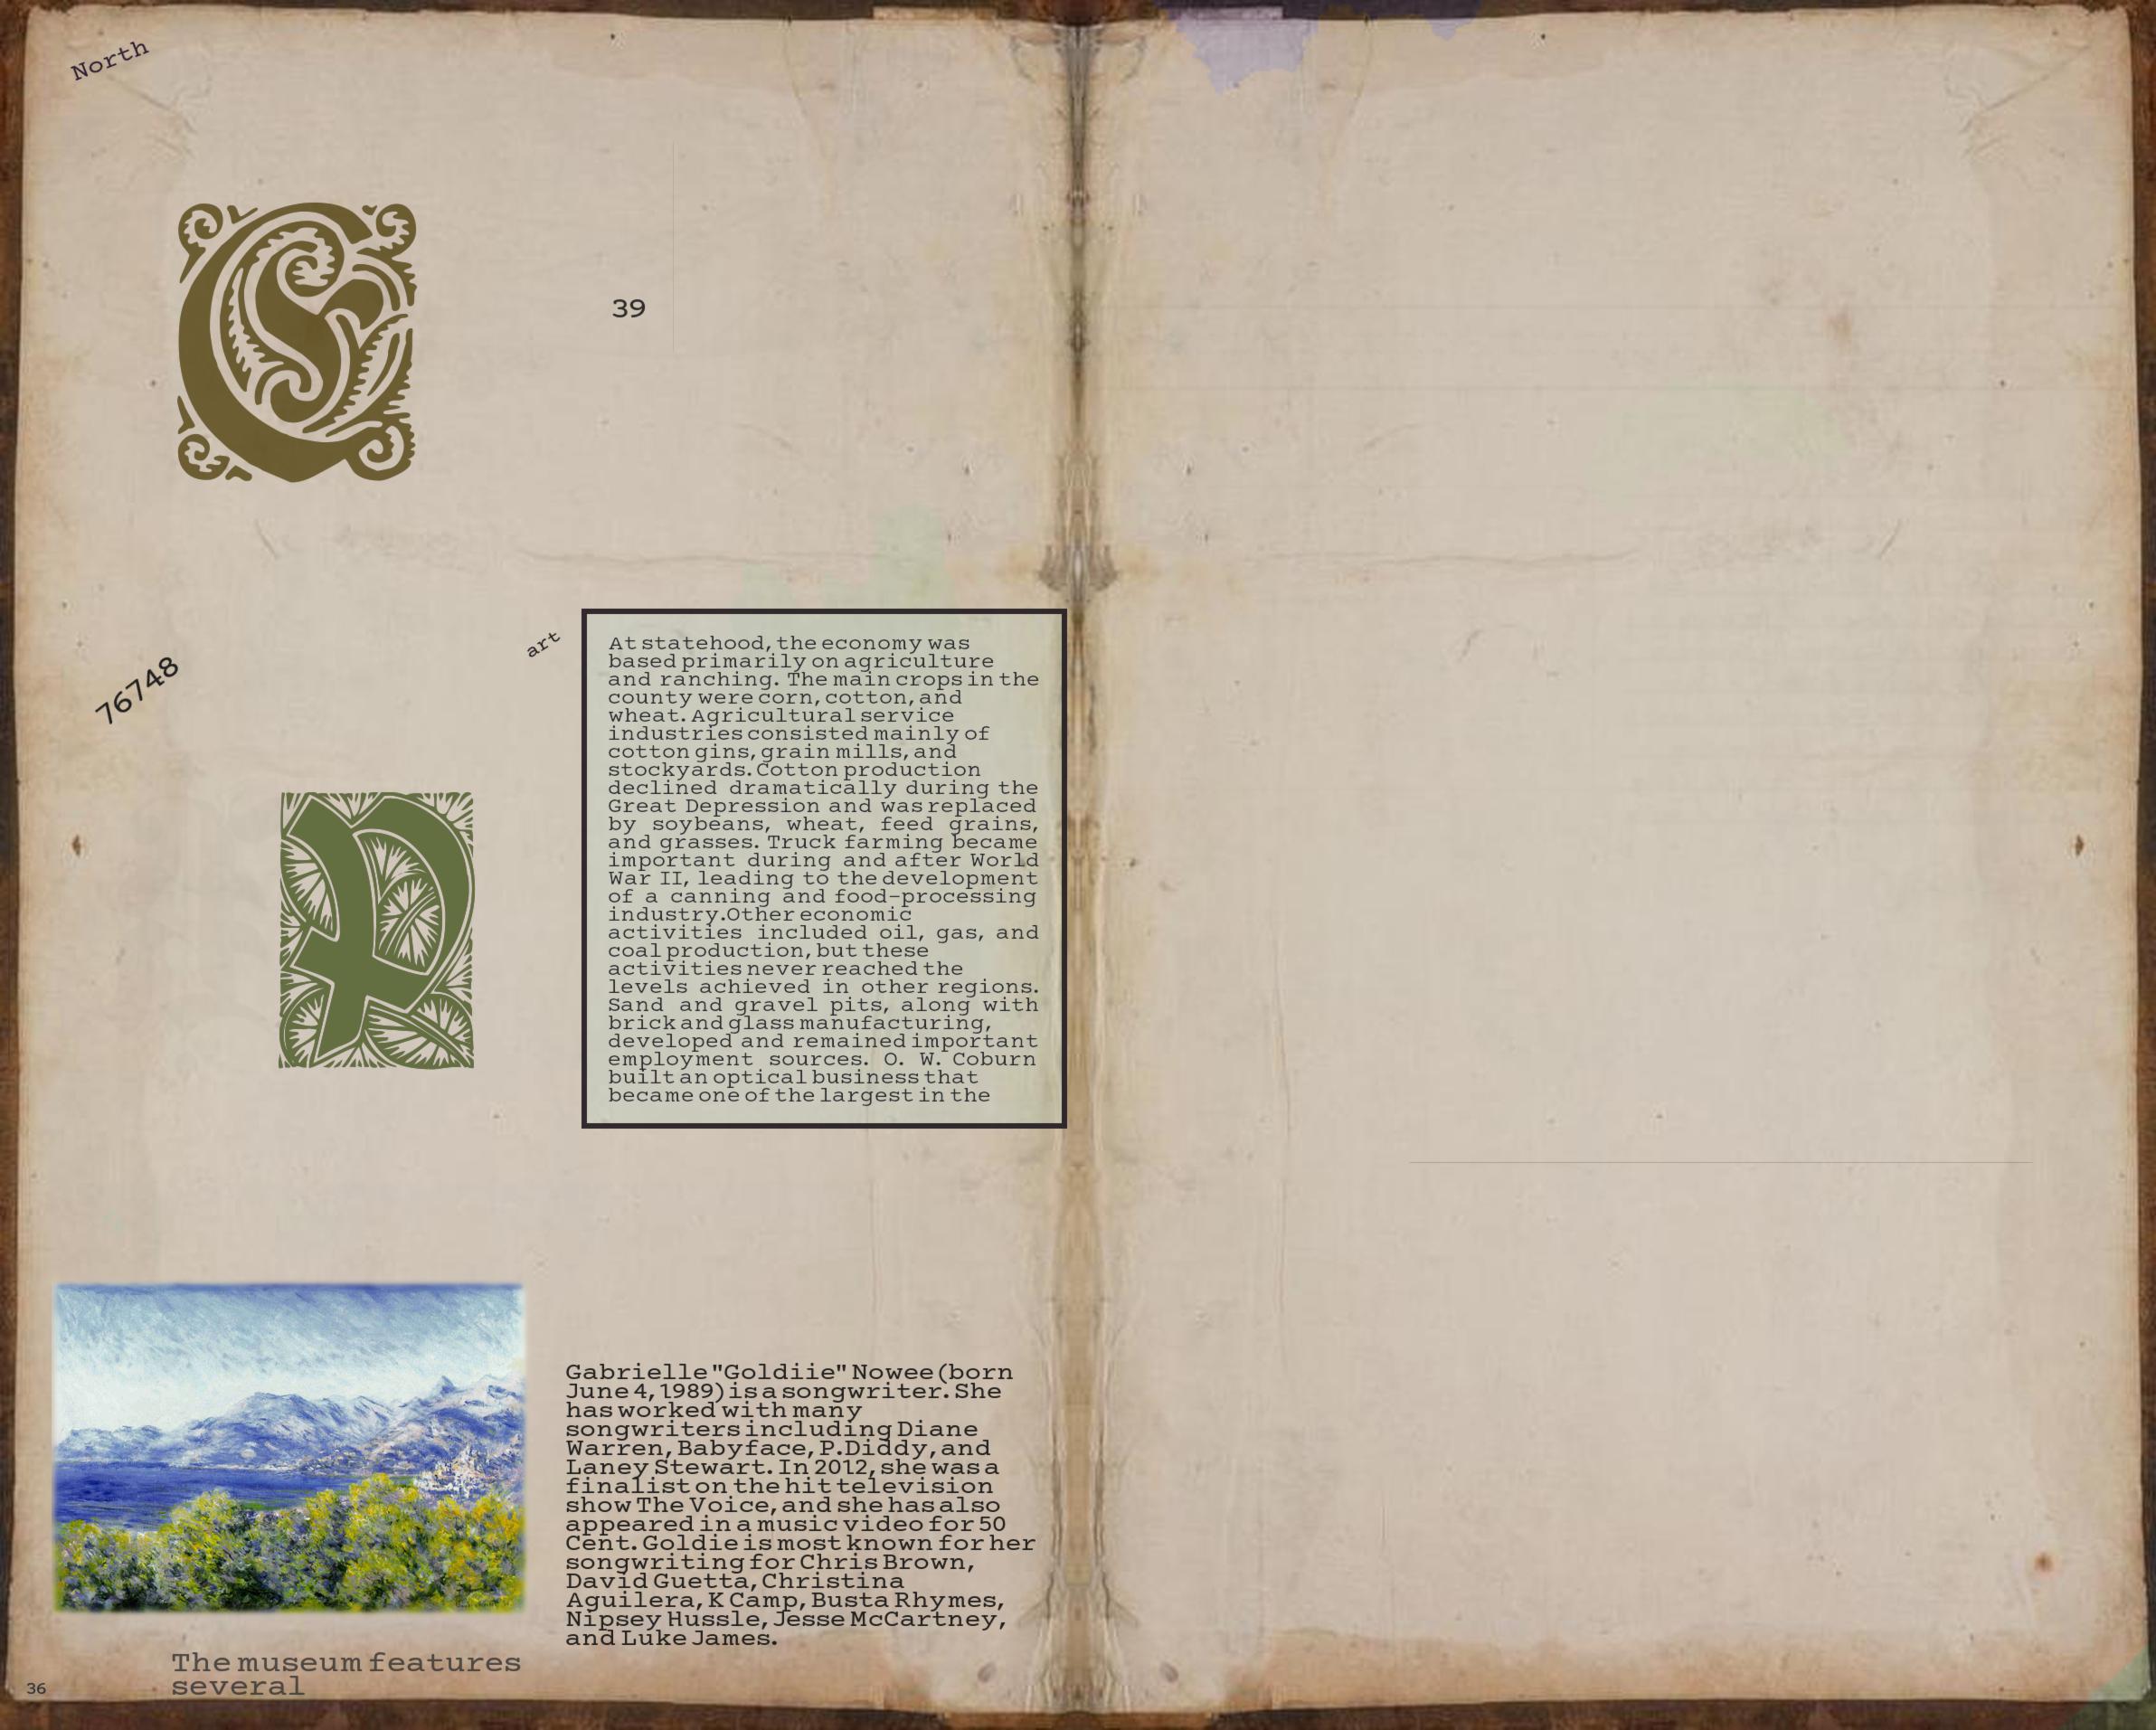 North
C
39
76748
art
At statehood, the economy was
based primarily on agriculture
and ranching. The main crops in the
county were corn, cotton, and
wheat. Agricultural service
industries consisted mainly of
cotton gins, grain mills, and
stockyards. Cotton production
declined dramatically during the
Great Depression and was replaced
by soybeans, wheat, feed grains,
and grasses. Truck farming became
important during and after World
War II, leading to the development
of a canning and food-processing
industry. Other economic
activities included oil, gas, and
coal production, but these
activities never reached the
levels achieved in other regions.
Sand and gravel pits, along with
brick and glass manufacturing,
developed and remained important
employment sources. O. W. Coburn
built an optical business that
became one of the largest in the
P
Gabrielle "Goldiie" Nowee (born
June 4, 1989) is a songwriter. She
has worked with many
songwriters including Diane
Warren, Babyface, P.Diddy, and
Laney Stewart. In 2012, she was a
finalist on the hit television
show The Voice, and she has also
appeared in a music video for 50
Cent. Goldie is most known for her
songwriting for Chris Brown,
David Guetta, Christina
Aguilera, K Camp, Busta Rhymes,
Nipsey Hussle, Jesse McCartney,
and Luke James.
The museum features
several
36